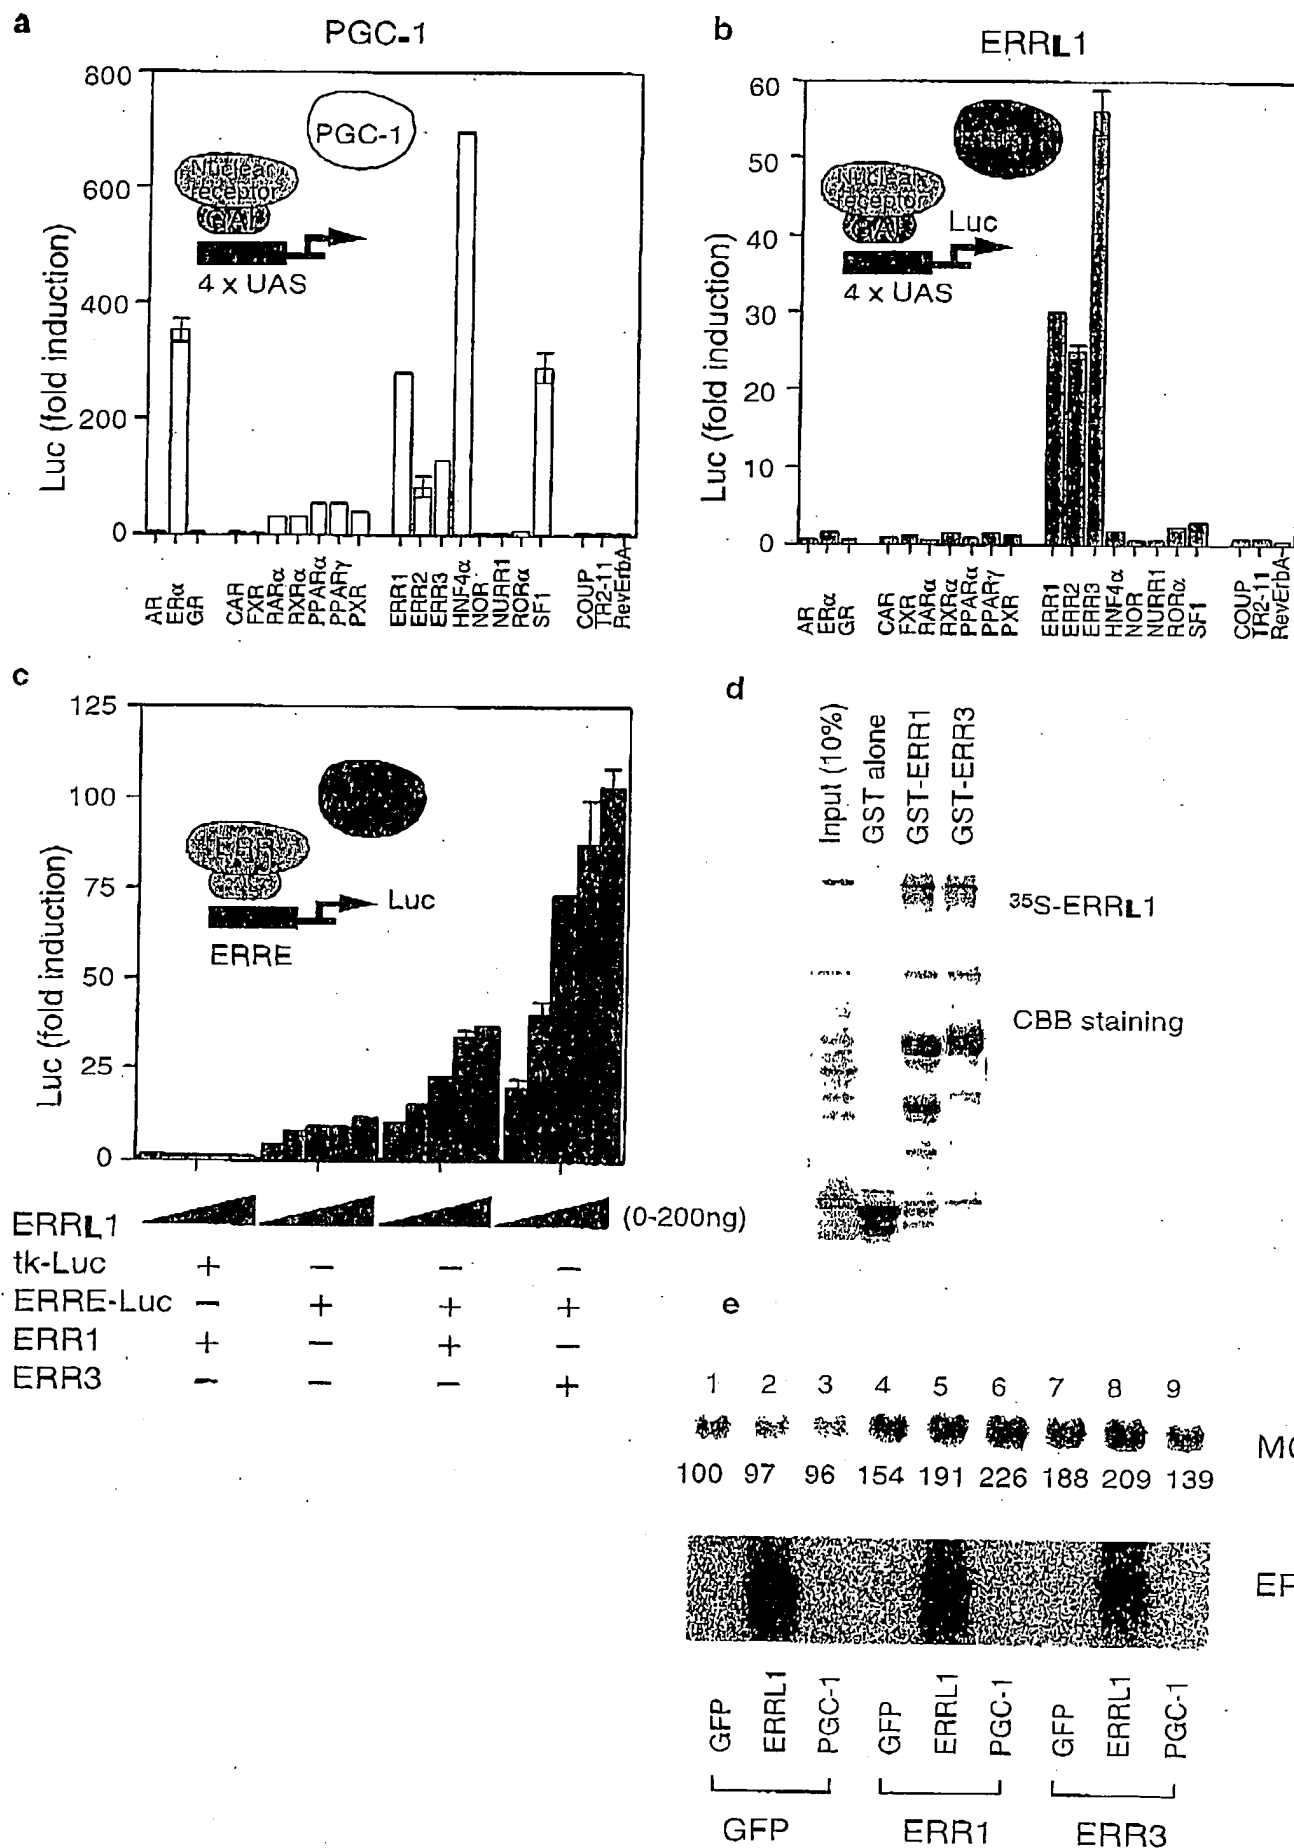 a
PGC-1
800
600
400
200
0
Luc (fold induction)
PGC-1
Nuclear
receptor
GAL
4 x UAS
AR
ERα
GR
CAR
FXR
RARα
RXRα
PPARα
PPARγ
PXR
ERR1
ERR2
ERR3
HNF4α
NOR
NURR1
RORα
SF1
COUP
TR2-11
RevErbA
b
ERRL1
60
50
40
30
20
10
0
Luc (fold induction)
Nuclear
receptor
GAL
Luc
4 x UAS
AR
ERα
GR
CAR
FXR
RARα
RXRα
PPARα
PPARγ
PXR
ERR1
ERR2
ERR3
HNF4α
NOR
NURR1
RORα
SF1
COUP
TR2-11
RevErbA
c
125
100
75
50
25
0
Luc (fold induction)
ERR
Luc
ERRE
ERRL1 (0-200ng)
tk-Luc + − − −
ERRE-Luc − + + +
ERR1 + − + −
ERR3 − − − +
d
Input (10%)
GST alone
GST-ERR1
GST-ERR3
³⁵S-ERRL1
CBB staining
e
1 2 3 4 5 6 7 8 9
100 97 96 154 191 226 188 209 139
GFP
ERRL1
PGC-1
GFP
ERRL1
PGC-1
GFP
ERRL1
PGC-1
GFP ERR1 ERR3